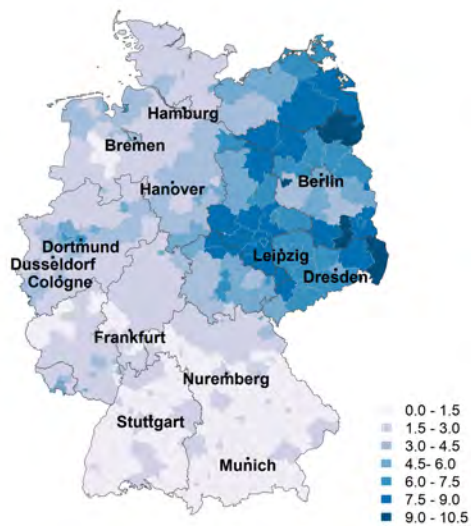 Hamburg
Bremen
Berlin
Hanover
Dortmund
Leipzig
Dusseldorf
Dresden
Cologne
Frankfurt
Nuremberg
Stuttgart
Munich
0.0 - 1.5
1.5 - 3.0
3.0 - 4.5
4.5- 6.0
6.0 - 7.5
7.5 - 9.0
9.0 - 10.5